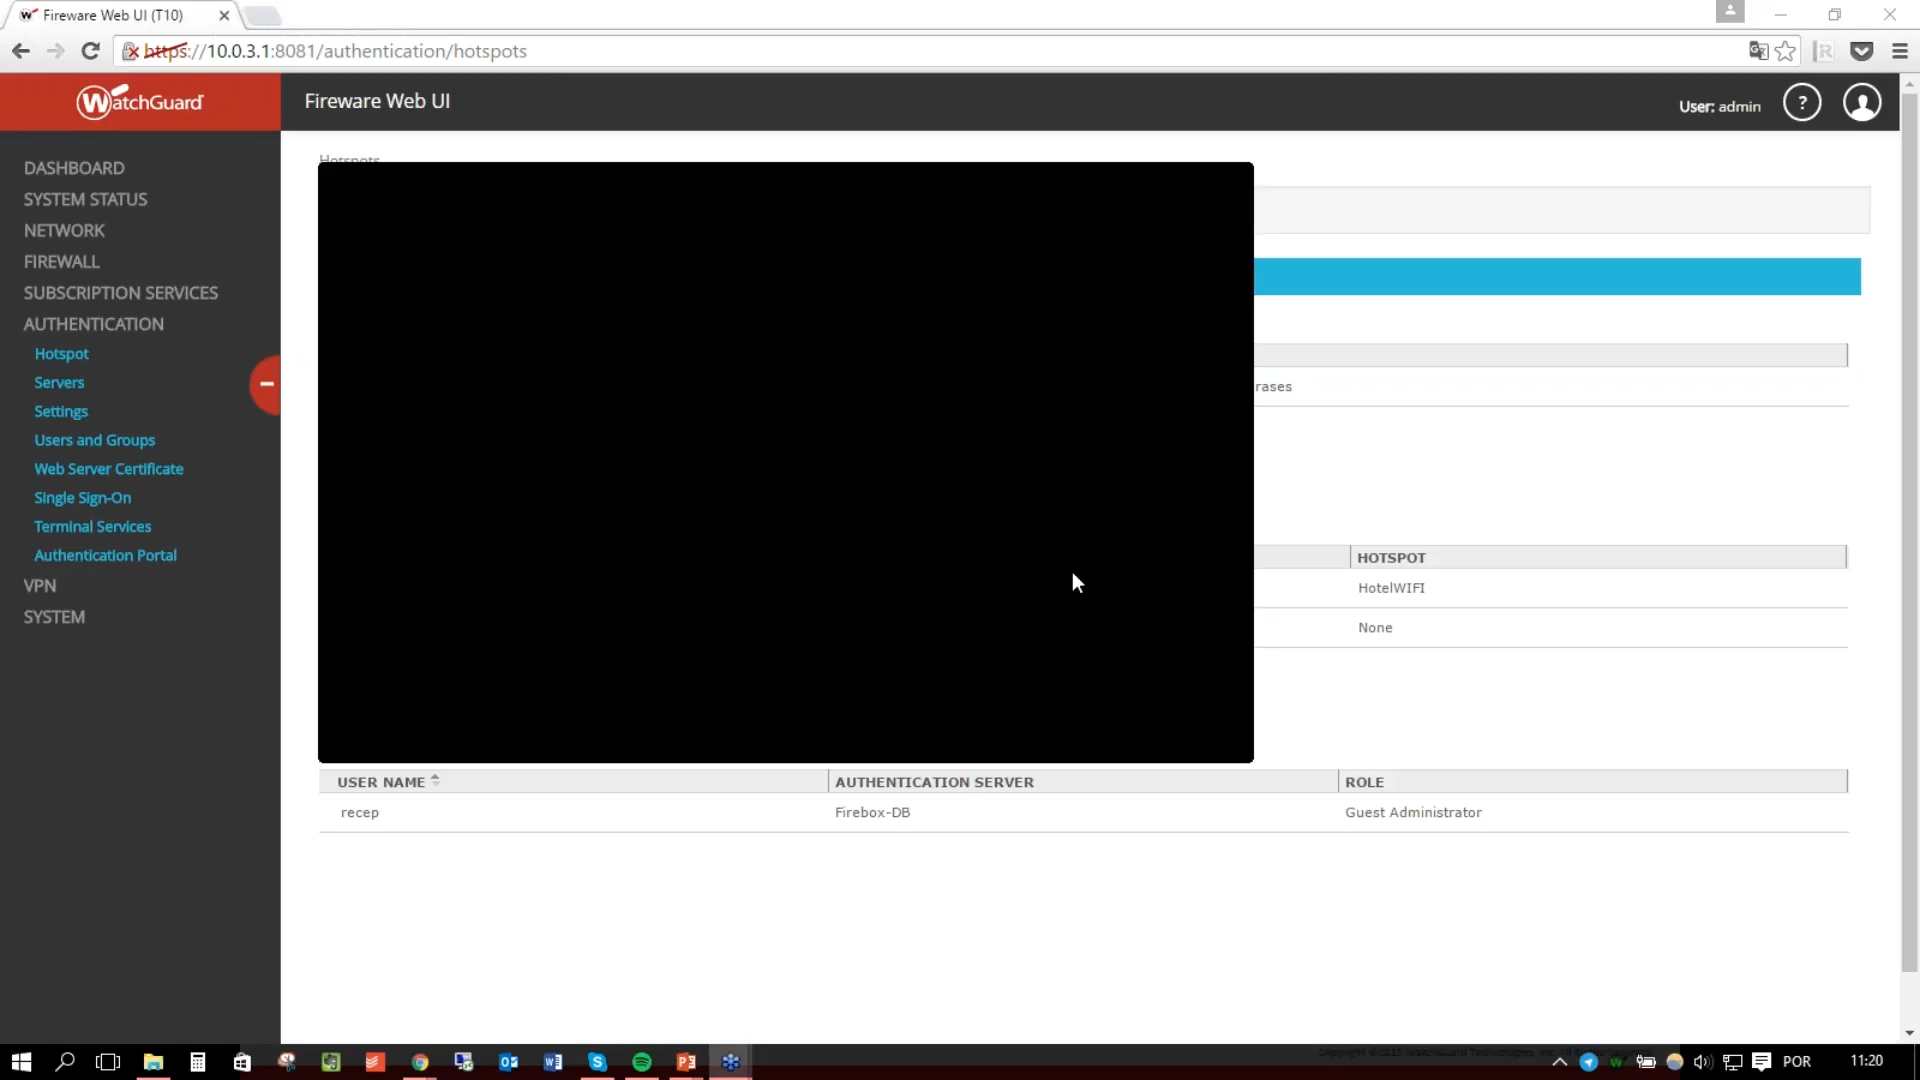 Fireware Web UI (T10)
https://10.0.3.1:8081/authentication/hotspots
WatchGuard
Fireware Web UI
User: admin
?
Hotspots
DASHBOARD
SYSTEM STATUS
NETWORK
FIREWALL
SUBSCRIPTION SERVICES
AUTHENTICATION
Hotspot
Servers
Settings
Users and Groups
Web Server Certificate
Single Sign-On
Terminal Services
Authentication Portal
VPN
SYSTEM
rases
HOTSPOT
HotelWIFI
None
USER NAME AUTHENTICATION SERVER ROLE
recep Firebox-DB Guest Administrator
POR
11:20